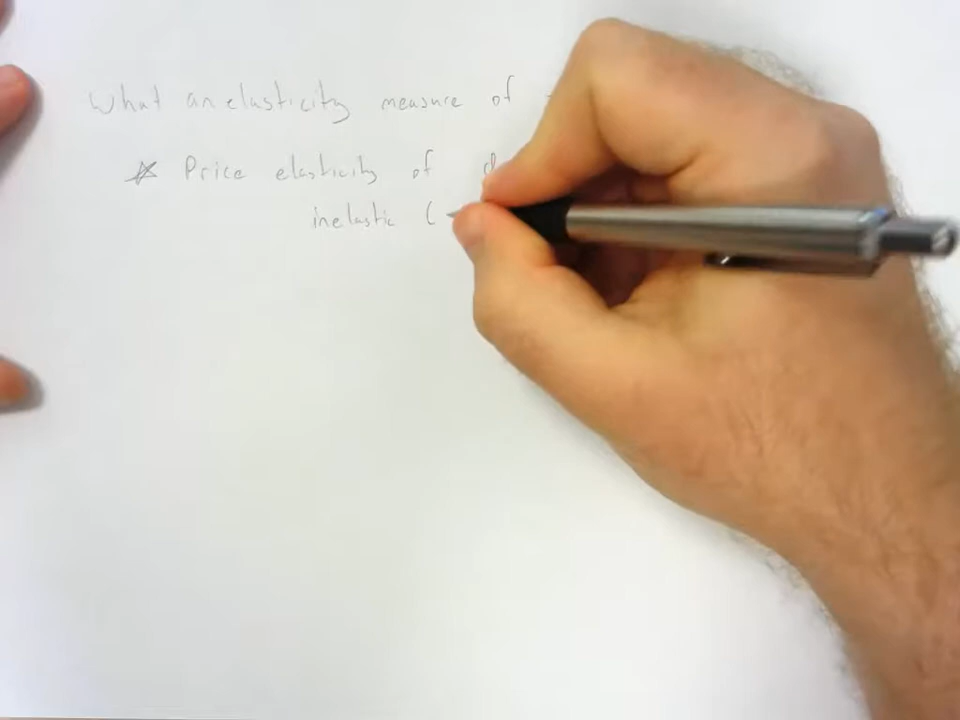 What an elasticity measure of
* Price elasticity of d
inelastic (